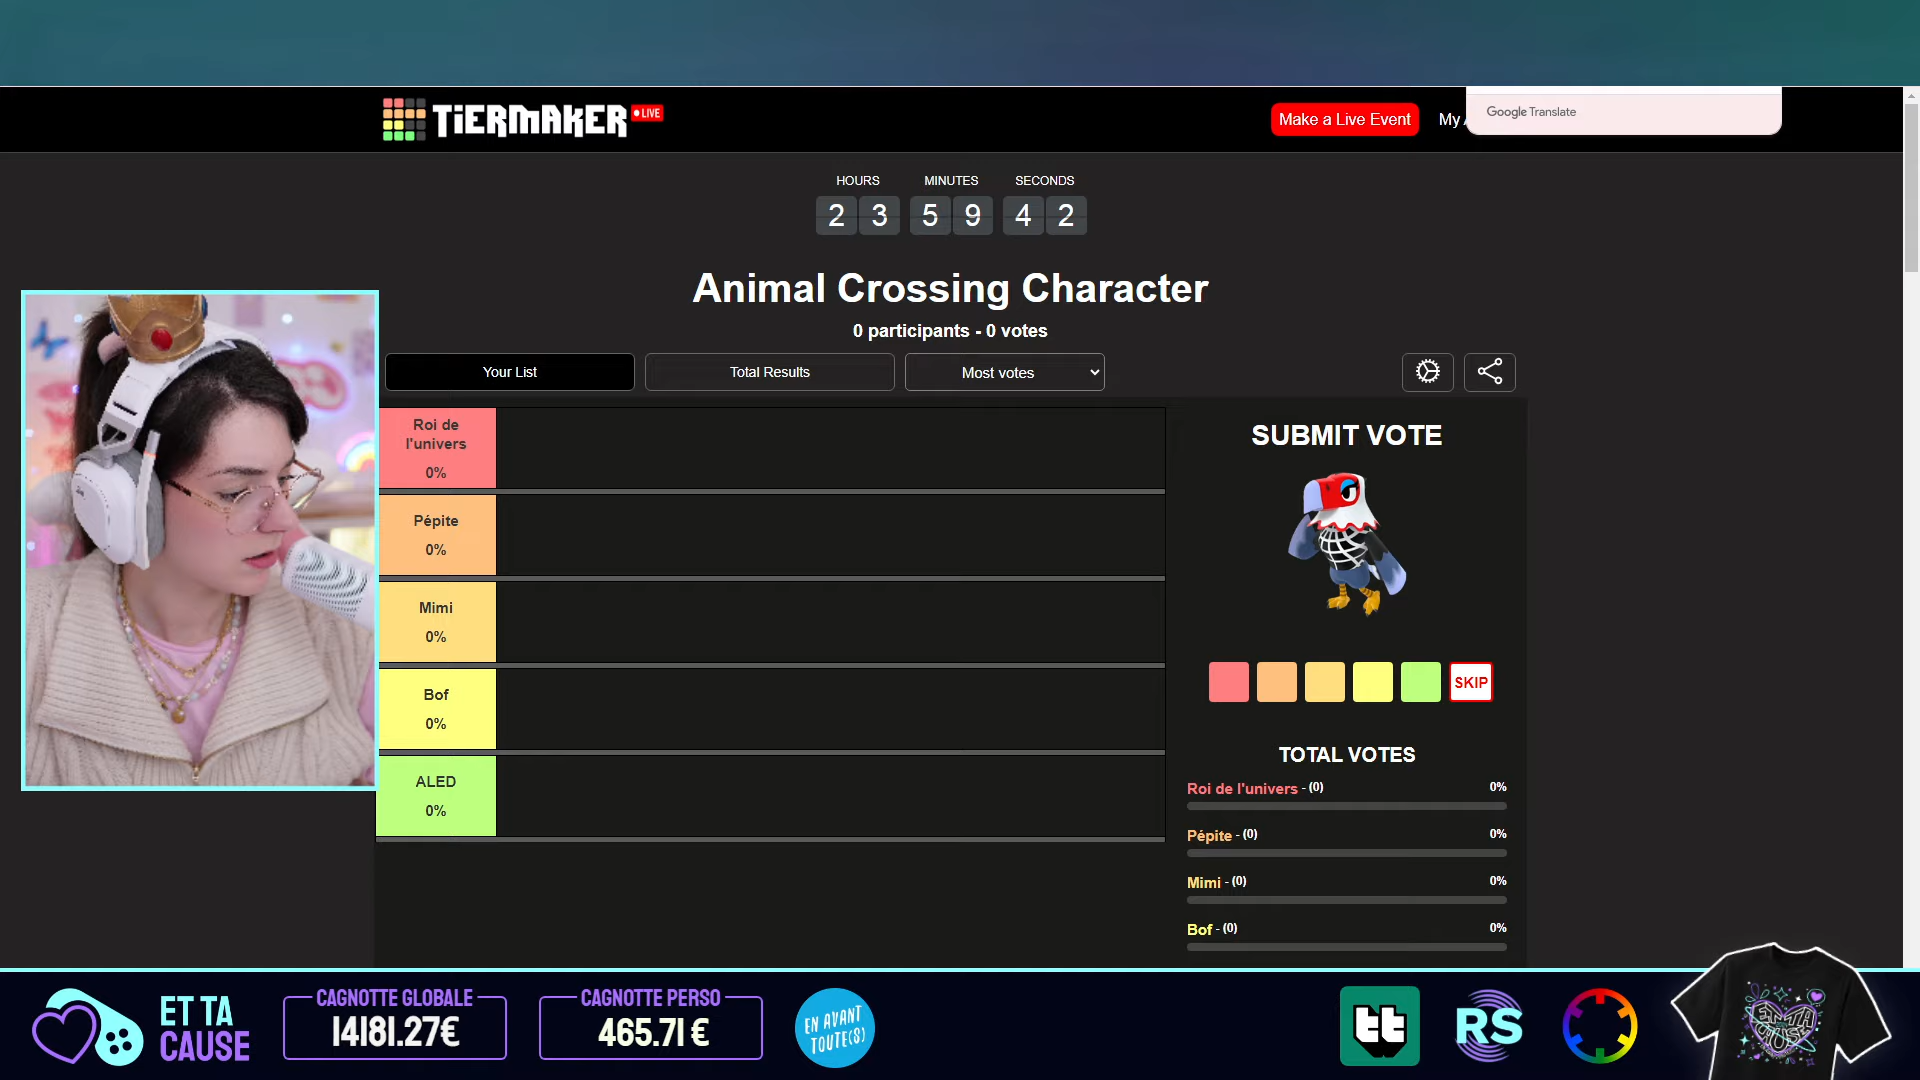 TiERMAKER LIVE
Make a Live Event
My
Google Translate
HOURS MINUTES SECONDS
2 3 5 9 4 2
Animal Crossing Character
0 participants - 0 votes
Your List
Total Results
Most votes
Roi de
l'univers
0%
Pépite
0%
Mimi
0%
Bof
0%
ALED
0%
SUBMIT VOTE
SKIP
TOTAL VOTES
Roi de l'univers - (0) 0%
Pépite - (0) 0%
Mimi - (0) 0%
Bof - (0) 0%
ET TA
CAUSE
CAGNOTTE GLOBALE
14181.27€
CAGNOTTE PERSO
465.71 €
EN AVANT
TOUTE(S)
tt
RS